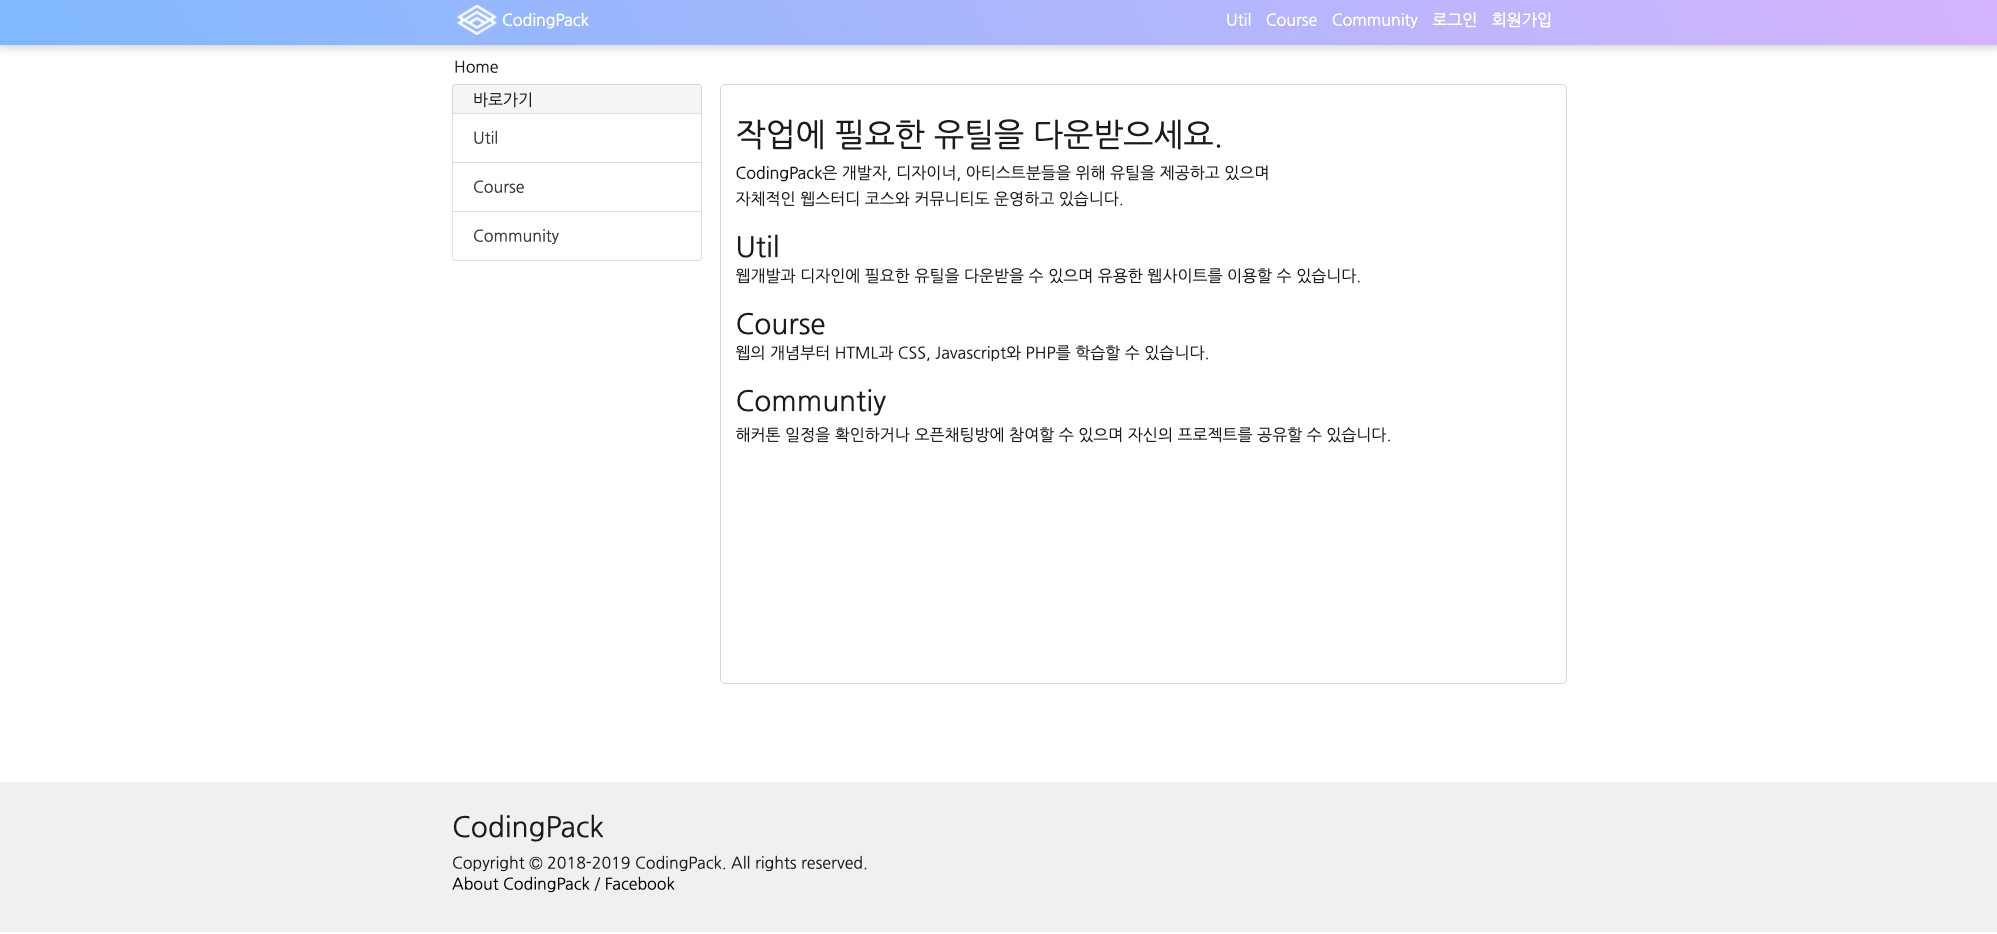 CodingPack
Util Course Community 로그인 회원가입
Home
바로가기
Util
Course
Community
작업에 필요한 유틸을 다운받으세요.
CodingPack은 개발자, 디자이너, 아티스트분들을 위해 유틸을 제공하고 있으며
자체적인 웹스터디 코스와 커뮤니티도 운영하고 있습니다.
Util
웹개발과 디자인에 필요한 유틸을 다운받을 수 있으며 유용한 웹사이트를 이용할 수 있습니다.
Course
웹의 개념부터 HTML과 CSS, Javascript와 PHP를 학습할 수 있습니다.
Communtiy
해커톤 일정을 확인하거나 오픈채팅방에 참여할 수 있으며 자신의 프로젝트를 공유할 수 있습니다.
CodingPack
Copyright © 2018-2019 CodingPack. All rights reserved.
About CodingPack / Facebook